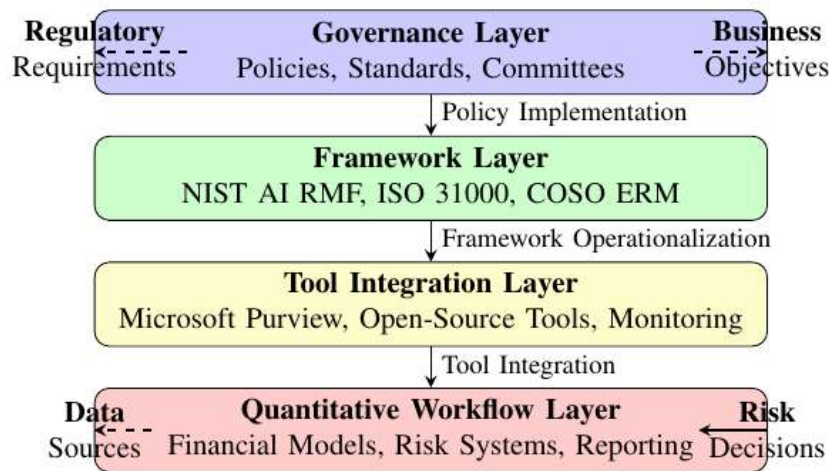 Regulatory
Requirements
Governance Layer
Policies, Standards, Committees
Business
Objectives
Policy Implementation
Framework Layer
NIST AI RMF, ISO 31000, COSO ERM
Framework Operationalization
Tool Integration Layer
Microsoft Purview, Open-Source Tools, Monitoring
Tool Integration
Data
Sources
Quantitative Workflow Layer
Financial Models, Risk Systems, Reporting
Risk
Decisions